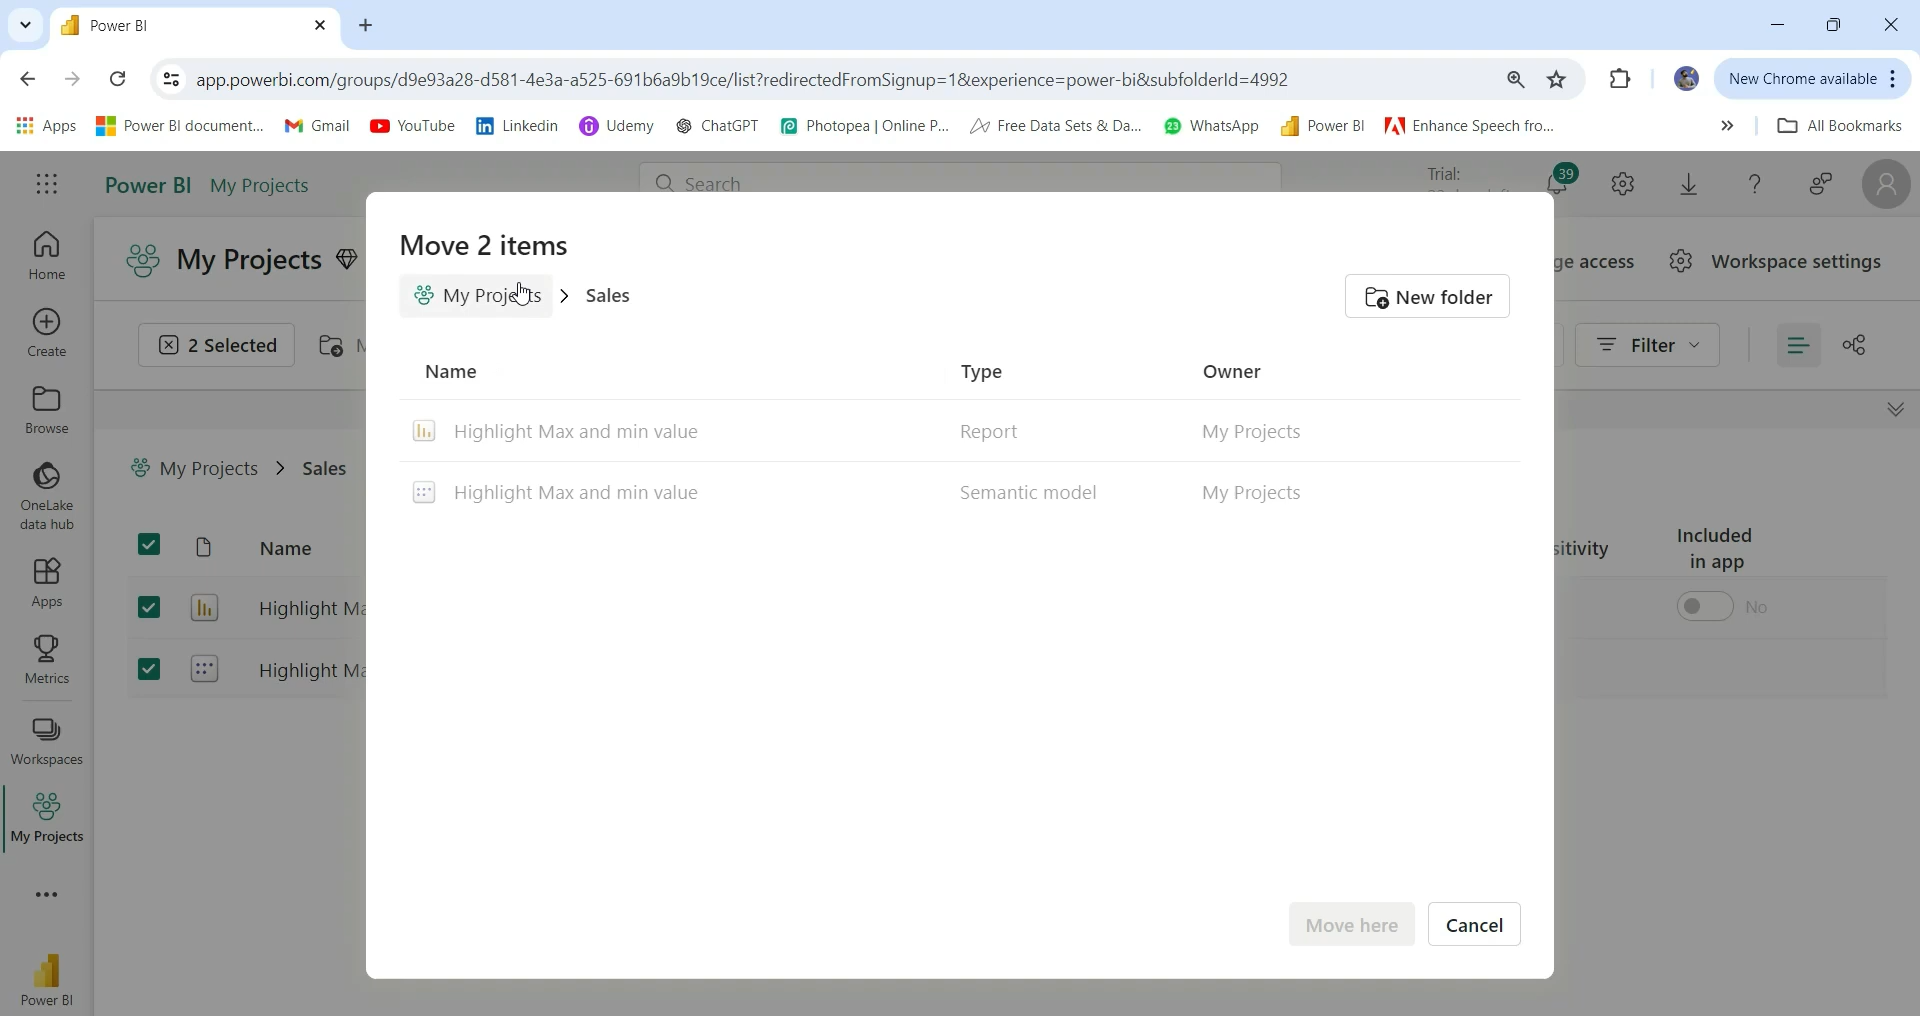 Power BI
app.powerbi.com/groups/d9e93a28-d581-4e3a-a525-691b6a9b19ce/list?redirectedFromSignup=1&experience=power-bi&subfolderId=4992
New Chrome available
Apps
Power BI document...
Gmail
YouTube
Linkedin
Udemy
ChatGPT
Photopea | Online P...
Free Data Sets & Da...
23
WhatsApp
Power BI
Enhance Speech fro...
All Bookmarks
Power BI My Projects
Search
Trial:
39
Home
Create
Browse
OneLake
data hub
Apps
Metrics
Workspaces
My Projects
Power BI
My Projects
ge access
Workspace settings
2 Selected
Filter
My Projects > Sales
Name
sitivity
Included
in app
Highlight Ma
No
Highlight Ma
Move 2 items
My Projects > Sales
New folder
Name Type Owner
Highlight Max and min value Report My Projects
Highlight Max and min value Semantic model My Projects
Move here
Cancel